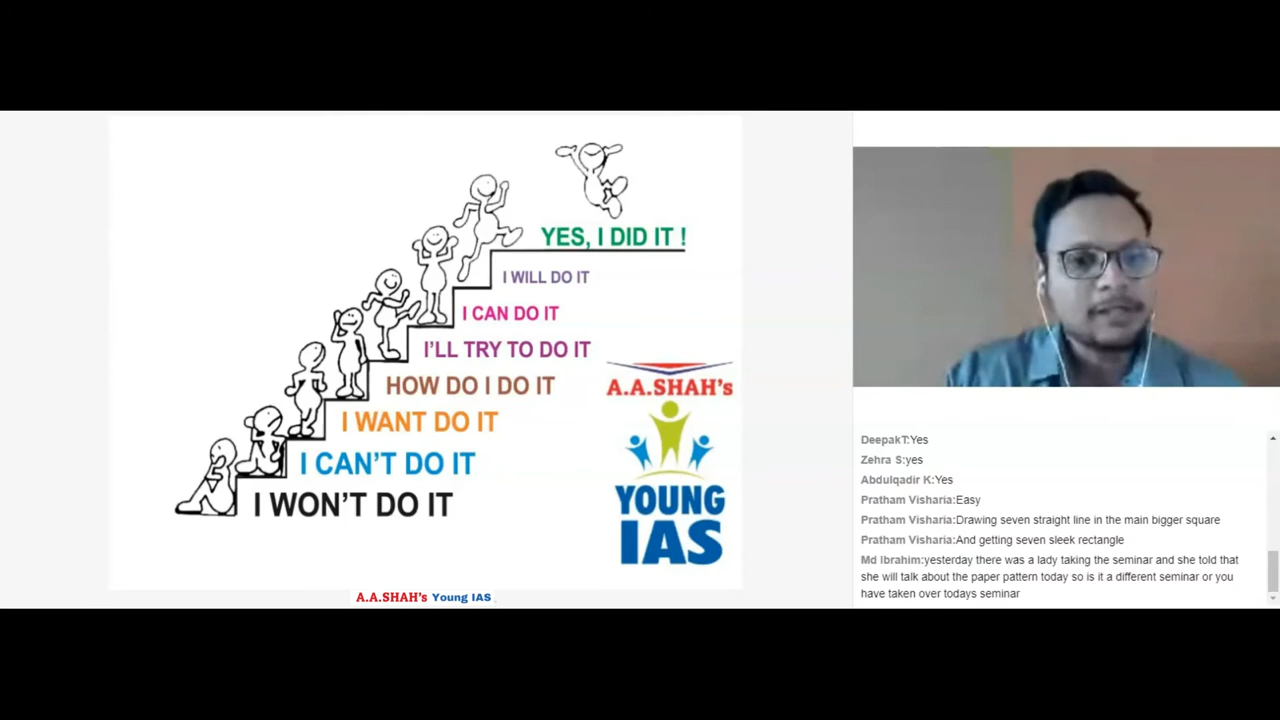 YES, I DID IT !
I WILL DO IT
I CAN DO IT
I'LL TRY TO DO IT
HOW DO I DO IT
I WANT DO IT
I CAN'T DO IT
I WON'T DO IT
A.A.SHAH's
YOUNG
IAS
A.A.SHAH's Young IAS
DeepakT:Yes
Zehra S:yes
Abdulqadir K:Yes
Pratham Visharia:Easy
Pratham Visharia:Drawing seven straight line in the main bigger square
Pratham Visharia:And getting seven sleek rectangle
Md Ibrahim:yesterday there was a lady taking the seminar and she told that
she will talk about the paper pattern today so is it a different seminar or you
have taken over todays seminar